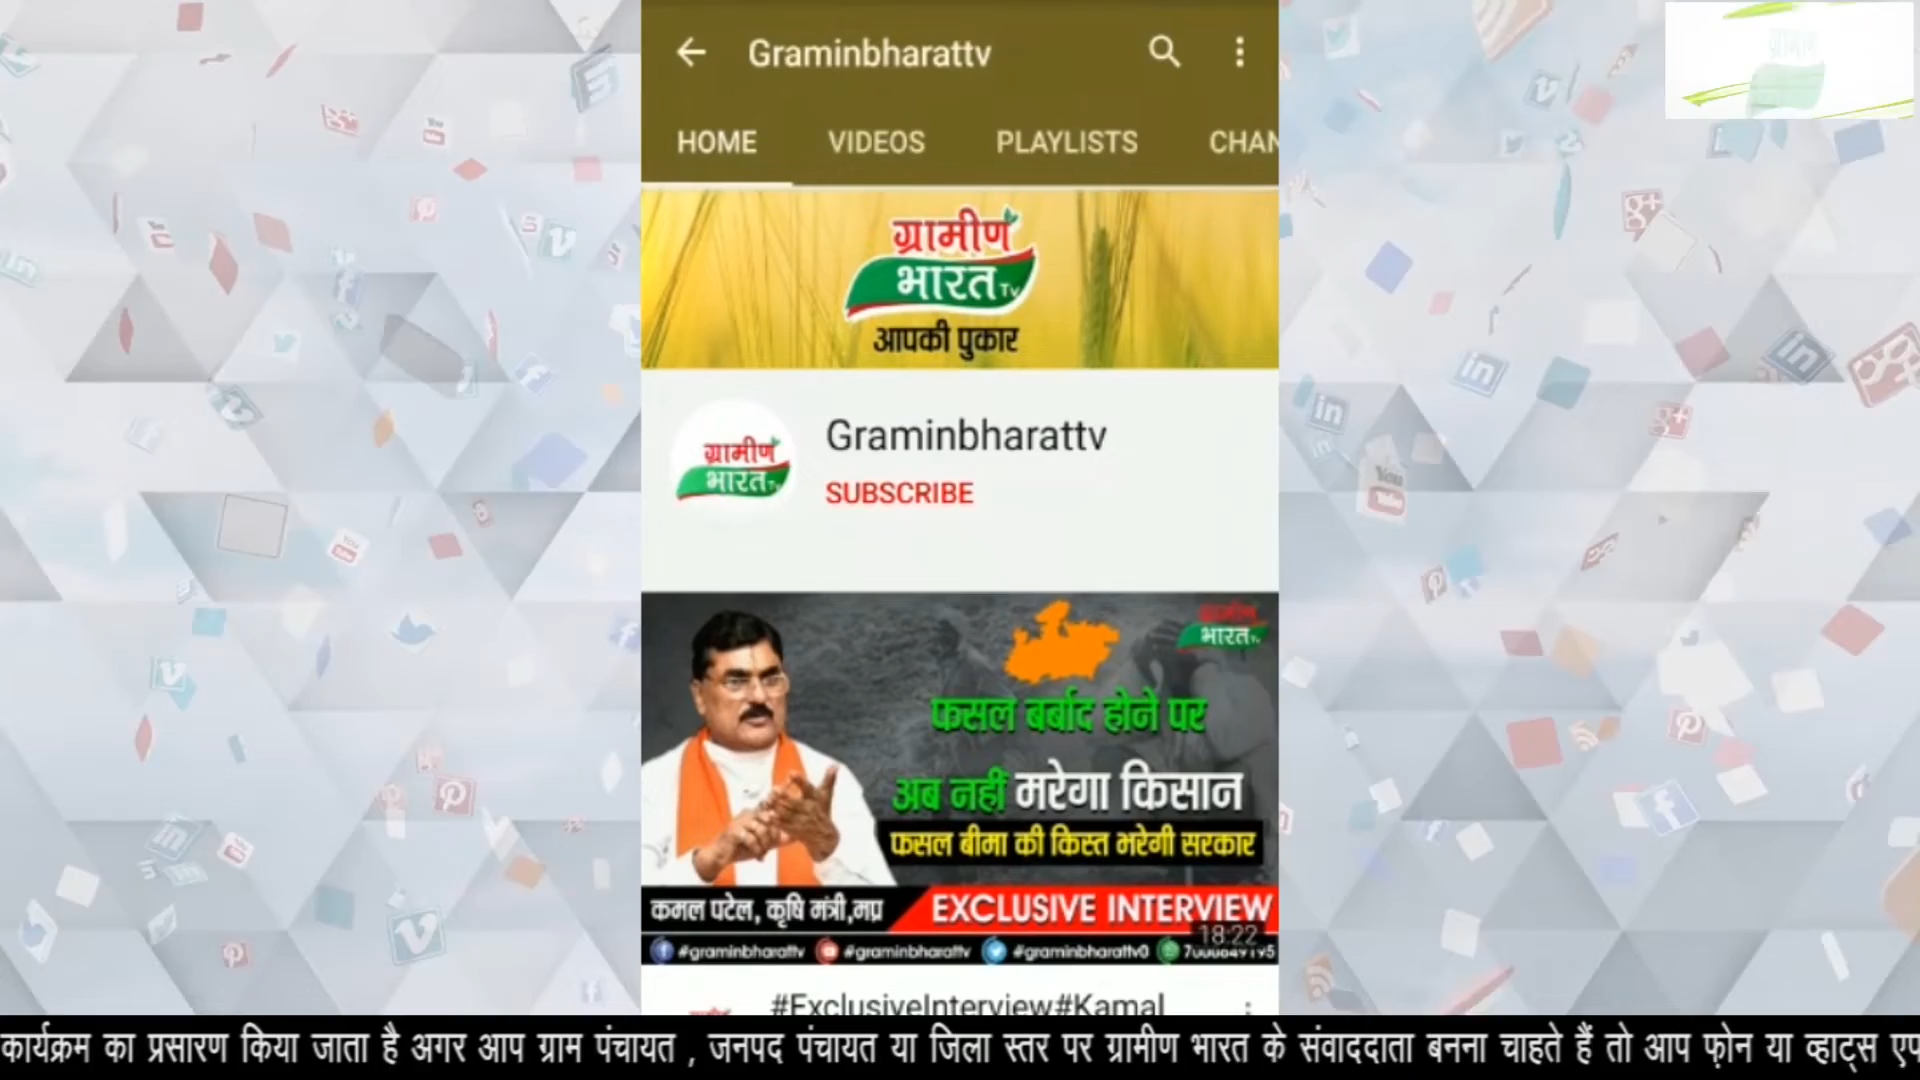 Graminbharattv
HOME VIDEOS PLAYLISTS CHAN
ग्रामीण
भारत TV
आपकी पुकार
ग्रामीण
भारत
Graminbharattv
SUBSCRIBE
ग्रामीण
भारत
फसल बर्बाद होने पर
अब नहीं मरेगा किसान
फसल बीमा की किस्त भरेगी सरकार
कमल पटेल, कृषि मंत्री,मप्र
EXCLUSIVE INTERVIEW
18:22
#graminbharattv #graminbharattv #graminbharattv0
#ExclusiveInterview#Kamal
कार्यक्रम का प्रसारण किया जाता है अगर आप ग्राम पंचायत , जनपद पंचायत या जिला स्तर पर ग्रामीण भारत के संवाददाता बनना चाहते हैं तो आप फ़ोन या व्हाट्स एप